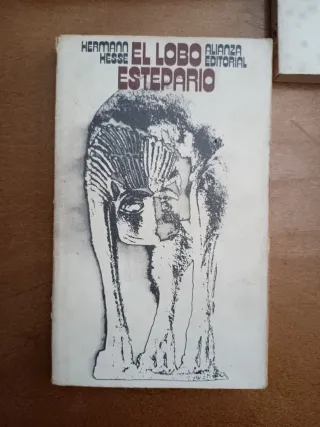 HERMANN HESSE
EL LOBO ESTEPARIO
ALIANZA EDITORIAL